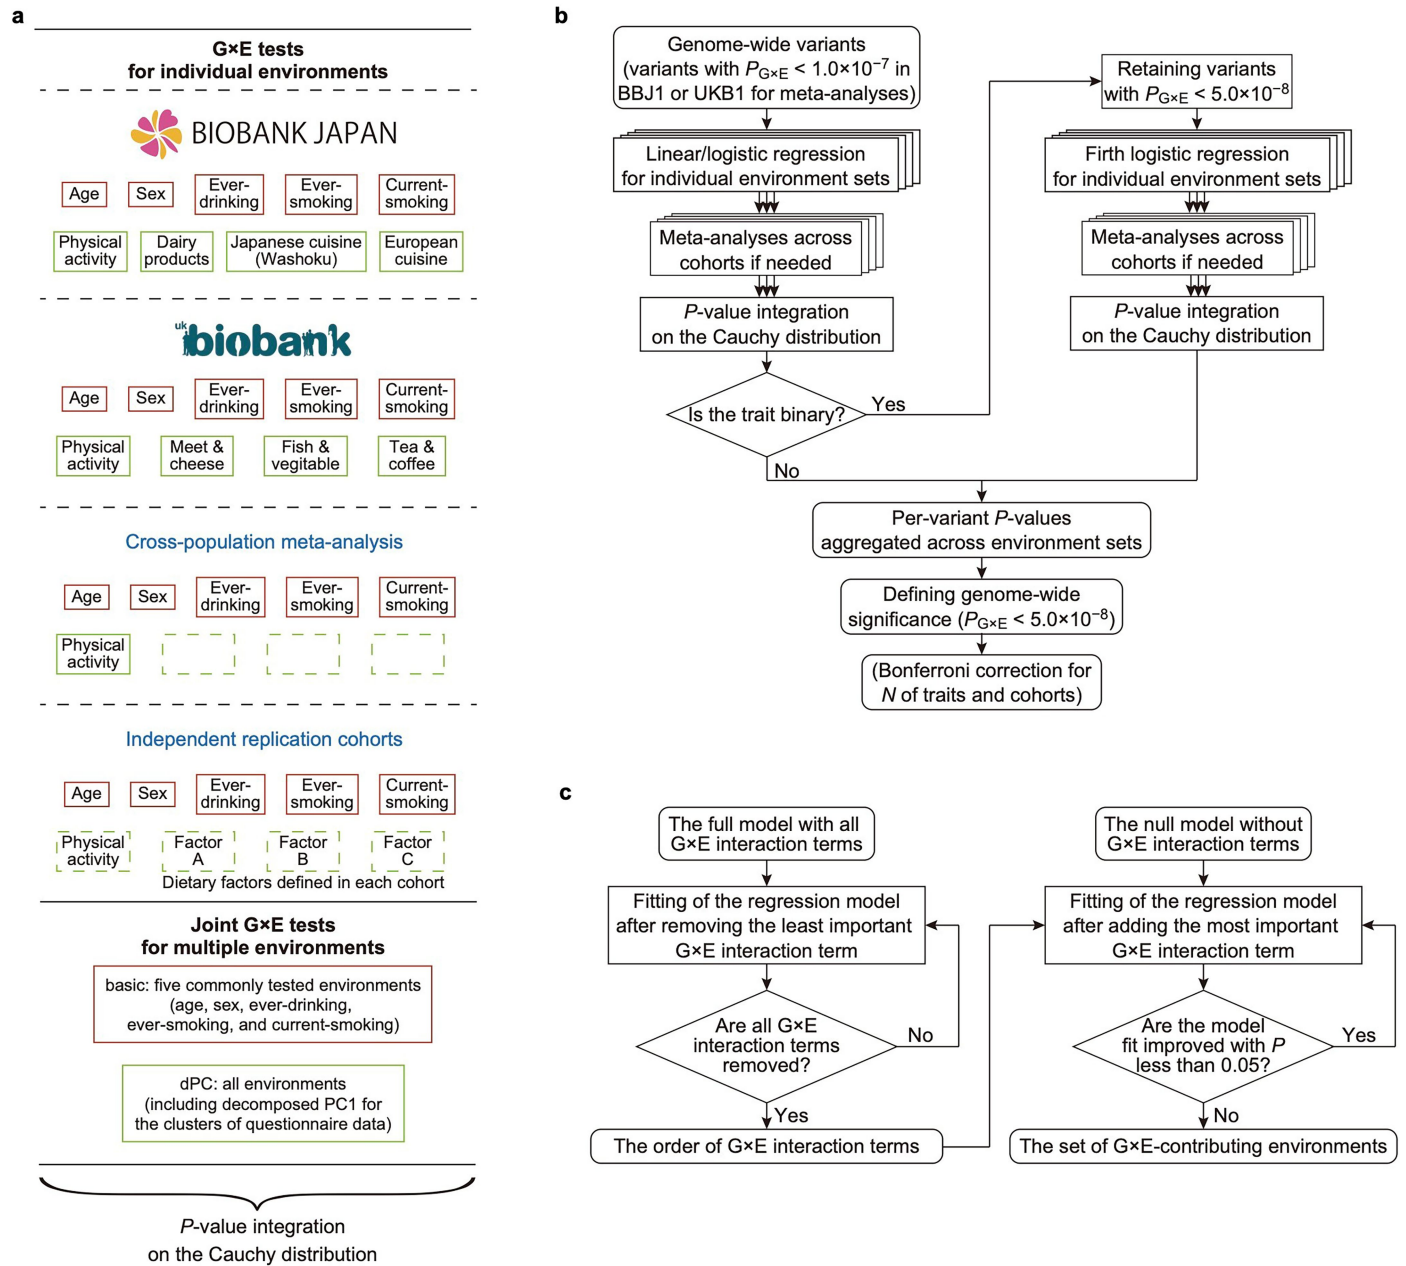 a
G×E tests
for individual environments
BIOBANK JAPAN
Age
Sex
Ever-
drinking
Ever-
smoking
Current-
smoking
Physical
activity
Dairy
products
Japanese cuisine
(Washoku)
European
cuisine
uk
biobank
Age
Sex
Ever-
drinking
Ever-
smoking
Current-
smoking
Physical
activity
Meet &
cheese
Fish &
vegitable
Tea &
coffee
Cross-population meta-analysis
Age
Sex
Ever-
drinking
Ever-
smoking
Current-
smoking
Physical
activity
Independent replication cohorts
Age
Sex
Ever-
drinking
Ever-
smoking
Current-
smoking
Physical
activity
Factor
A
Factor
B
Factor
C
Dietary factors defined in each cohort
Joint G×E tests
for multiple environments
basic: five commonly tested environments
(age, sex, ever-drinking,
ever-smoking, and current-smoking)
dPC: all environments
(including decomposed PC1 for
the clusters of questionnaire data)
P-value integration
on the Cauchy distribution
b
Genome-wide variants
(variants with P_G×E < 1.0×10⁻⁷ in
BBJ1 or UKB1 for meta-analyses)
Linear/logistic regression
for individual environment sets
Meta-analyses across
cohorts if needed
P-value integration
on the Cauchy distribution
Is the trait binary?
Yes
No
Retaining variants
with P_G×E < 5.0×10⁻⁸
Firth logistic regression
for individual environment sets
Meta-analyses across
cohorts if needed
P-value integration
on the Cauchy distribution
Per-variant P-values
aggregated across environment sets
Defining genome-wide
significance (P_G×E < 5.0×10⁻⁸)
(Bonferroni correction for
N of traits and cohorts)
c
The full model with all
G×E interaction terms
Fitting of the regression model
after removing the least important
G×E interaction term
Are all G×E
interaction terms
removed?
No
Yes
The order of G×E interaction terms
The null model without
G×E interaction terms
Fitting of the regression model
after adding the most important
G×E interaction term
Are the model
fit improved with P
less than 0.05?
Yes
No
The set of G×E-contributing environments